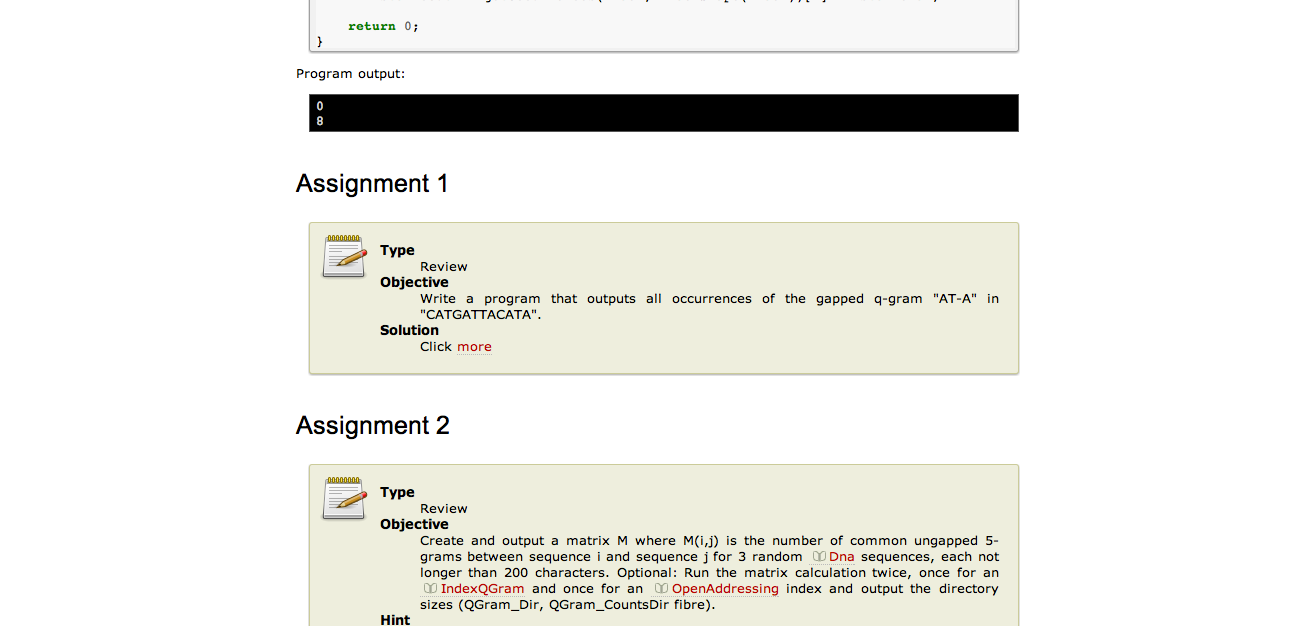 return 0;
}
Program output:
0
8
Assignment 1
Type
Review
Objective
Write a program that outputs all occurrences of the gapped q-gram "AT-A" in
"CATGATTACATA".
Solution
Click more
Assignment 2
Type
Review
Objective
Create and output a matrix M where M(i,j) is the number of common ungapped 5-
grams between sequence i and sequence j for 3 random Dna sequences, each not
longer than 200 characters. Optional: Run the matrix calculation twice, once for an
IndexQGram and once for an OpenAddressing index and output the directory
sizes (QGram_Dir, QGram_CountsDir fibre).
Hint